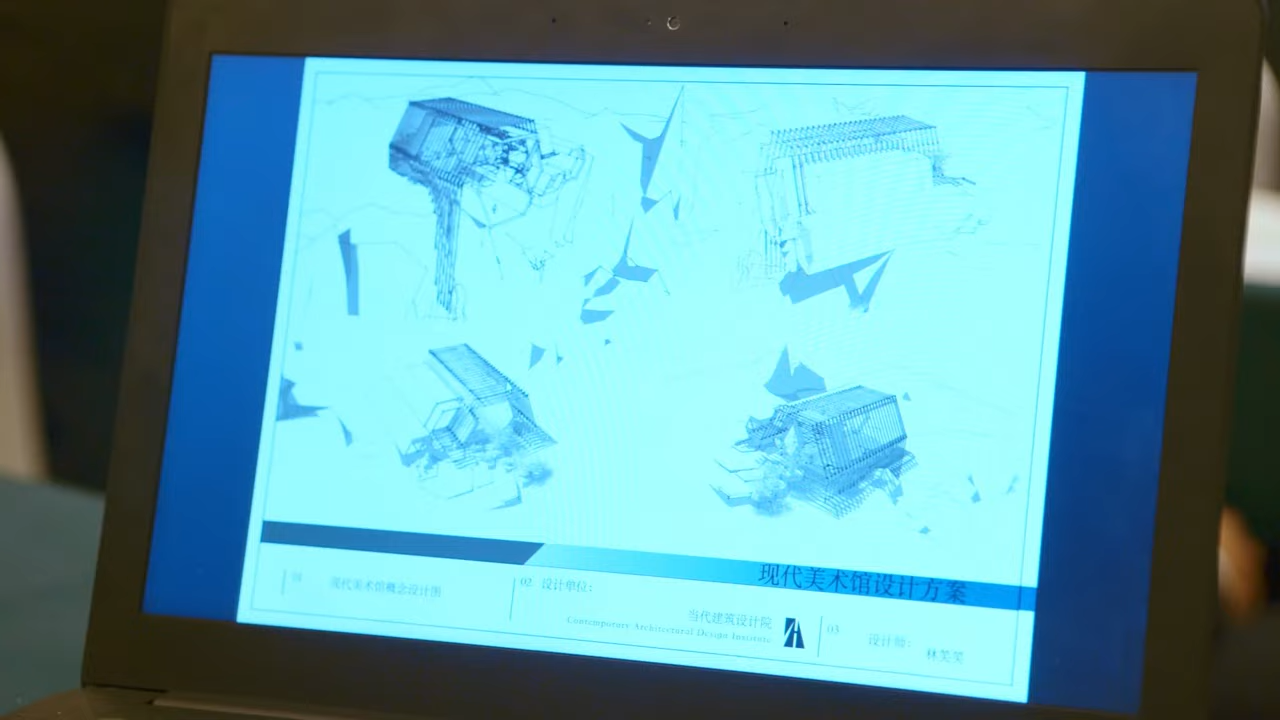 现代美术馆设计方案
01
现代美术馆概念设计图
02 设计单位:
当代建筑设计院
Contemporary Architectural Design Institute
03
设计师:
林芙笑